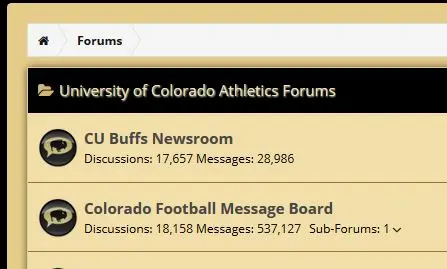 Forums
University of Colorado Athletics Forums
CU Buffs Newsroom
Discussions: 17,657 Messages: 28,986
Colorado Football Message Board
Discussions: 18,158 Messages: 537,127 Sub-Forums: 1